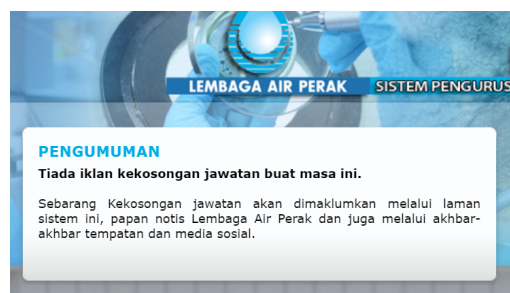 LEMBAGA AIR PERAK SISTEM PENGURUS
PENGUMUMAN
Tiada iklan kekosongan jawatan buat masa ini.
Sebarang Kekosongan jawatan akan dimaklumkan melalui laman
sistem ini, papan notis Lembaga Air Perak dan juga melalui akhbar-
akhbar tempatan dan media sosial.